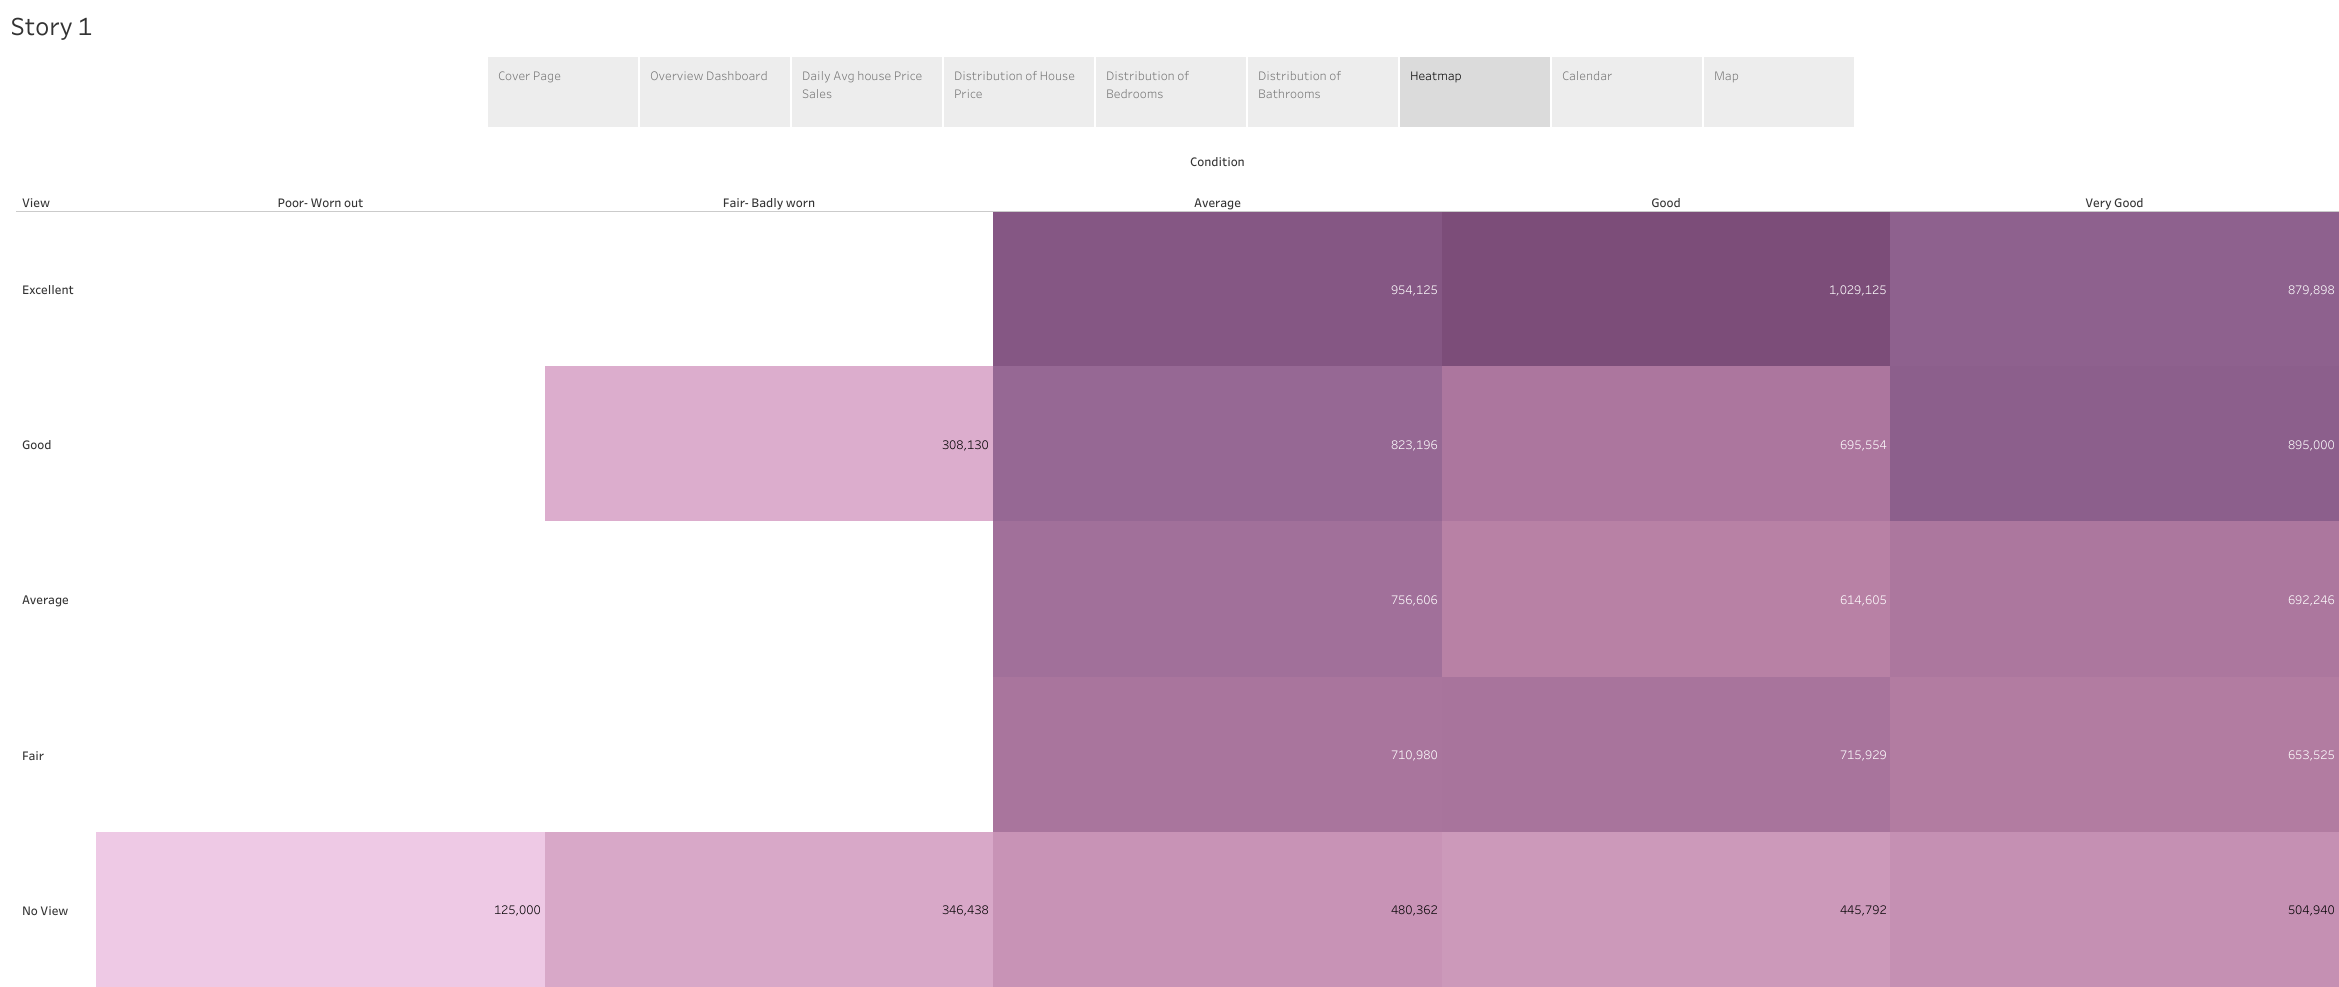 Story 1
Cover Page
Overview Dashboard
Daily Avg house Price
Sales
Distribution of House
Price
Distribution of
Bedrooms
Distribution of
Bathrooms
Heatmap
Calendar
Map
Condition
View Poor- Worn out Fair- Badly worn Average Good Very Good
Excellent 954,125 1,029,125 879,898
Good 308,130 823,196 695,554 895,000
Average 756,606 614,605 692,246
Fair 710,980 715,929 653,525
No View 125,000 346,438 480,362 445,792 504,940